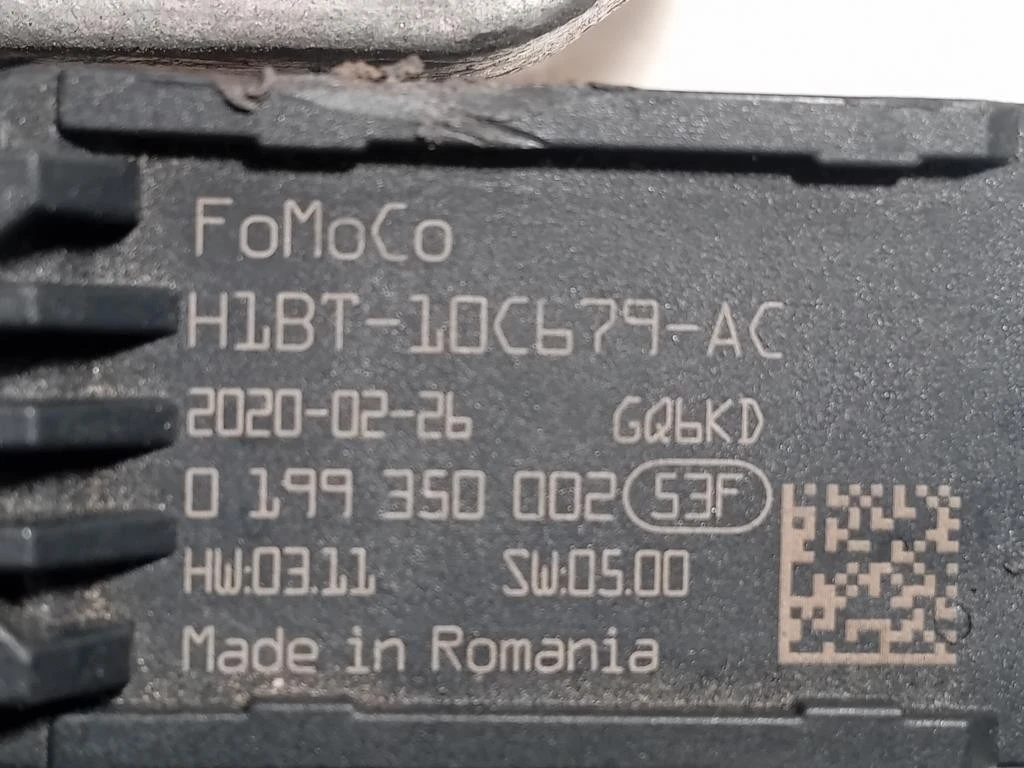 FoMoCo
H1BT-10C679-AC
2020-02-26 GQ6KD
0 199 350 002 S3F
HW:03.11 SW:05.00
Made in Romania